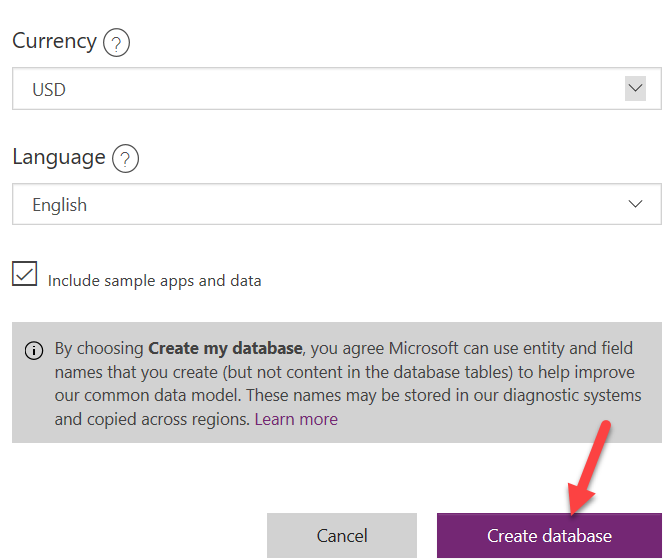 Currency ?
USD
Language ?
English
Include sample apps and data
By choosing Create my database, you agree Microsoft can use entity and field
names that you create (but not content in the database tables) to help improve
our common data model. These names may be stored in our diagnostic systems
and copied across regions. Learn more
Cancel
Create database